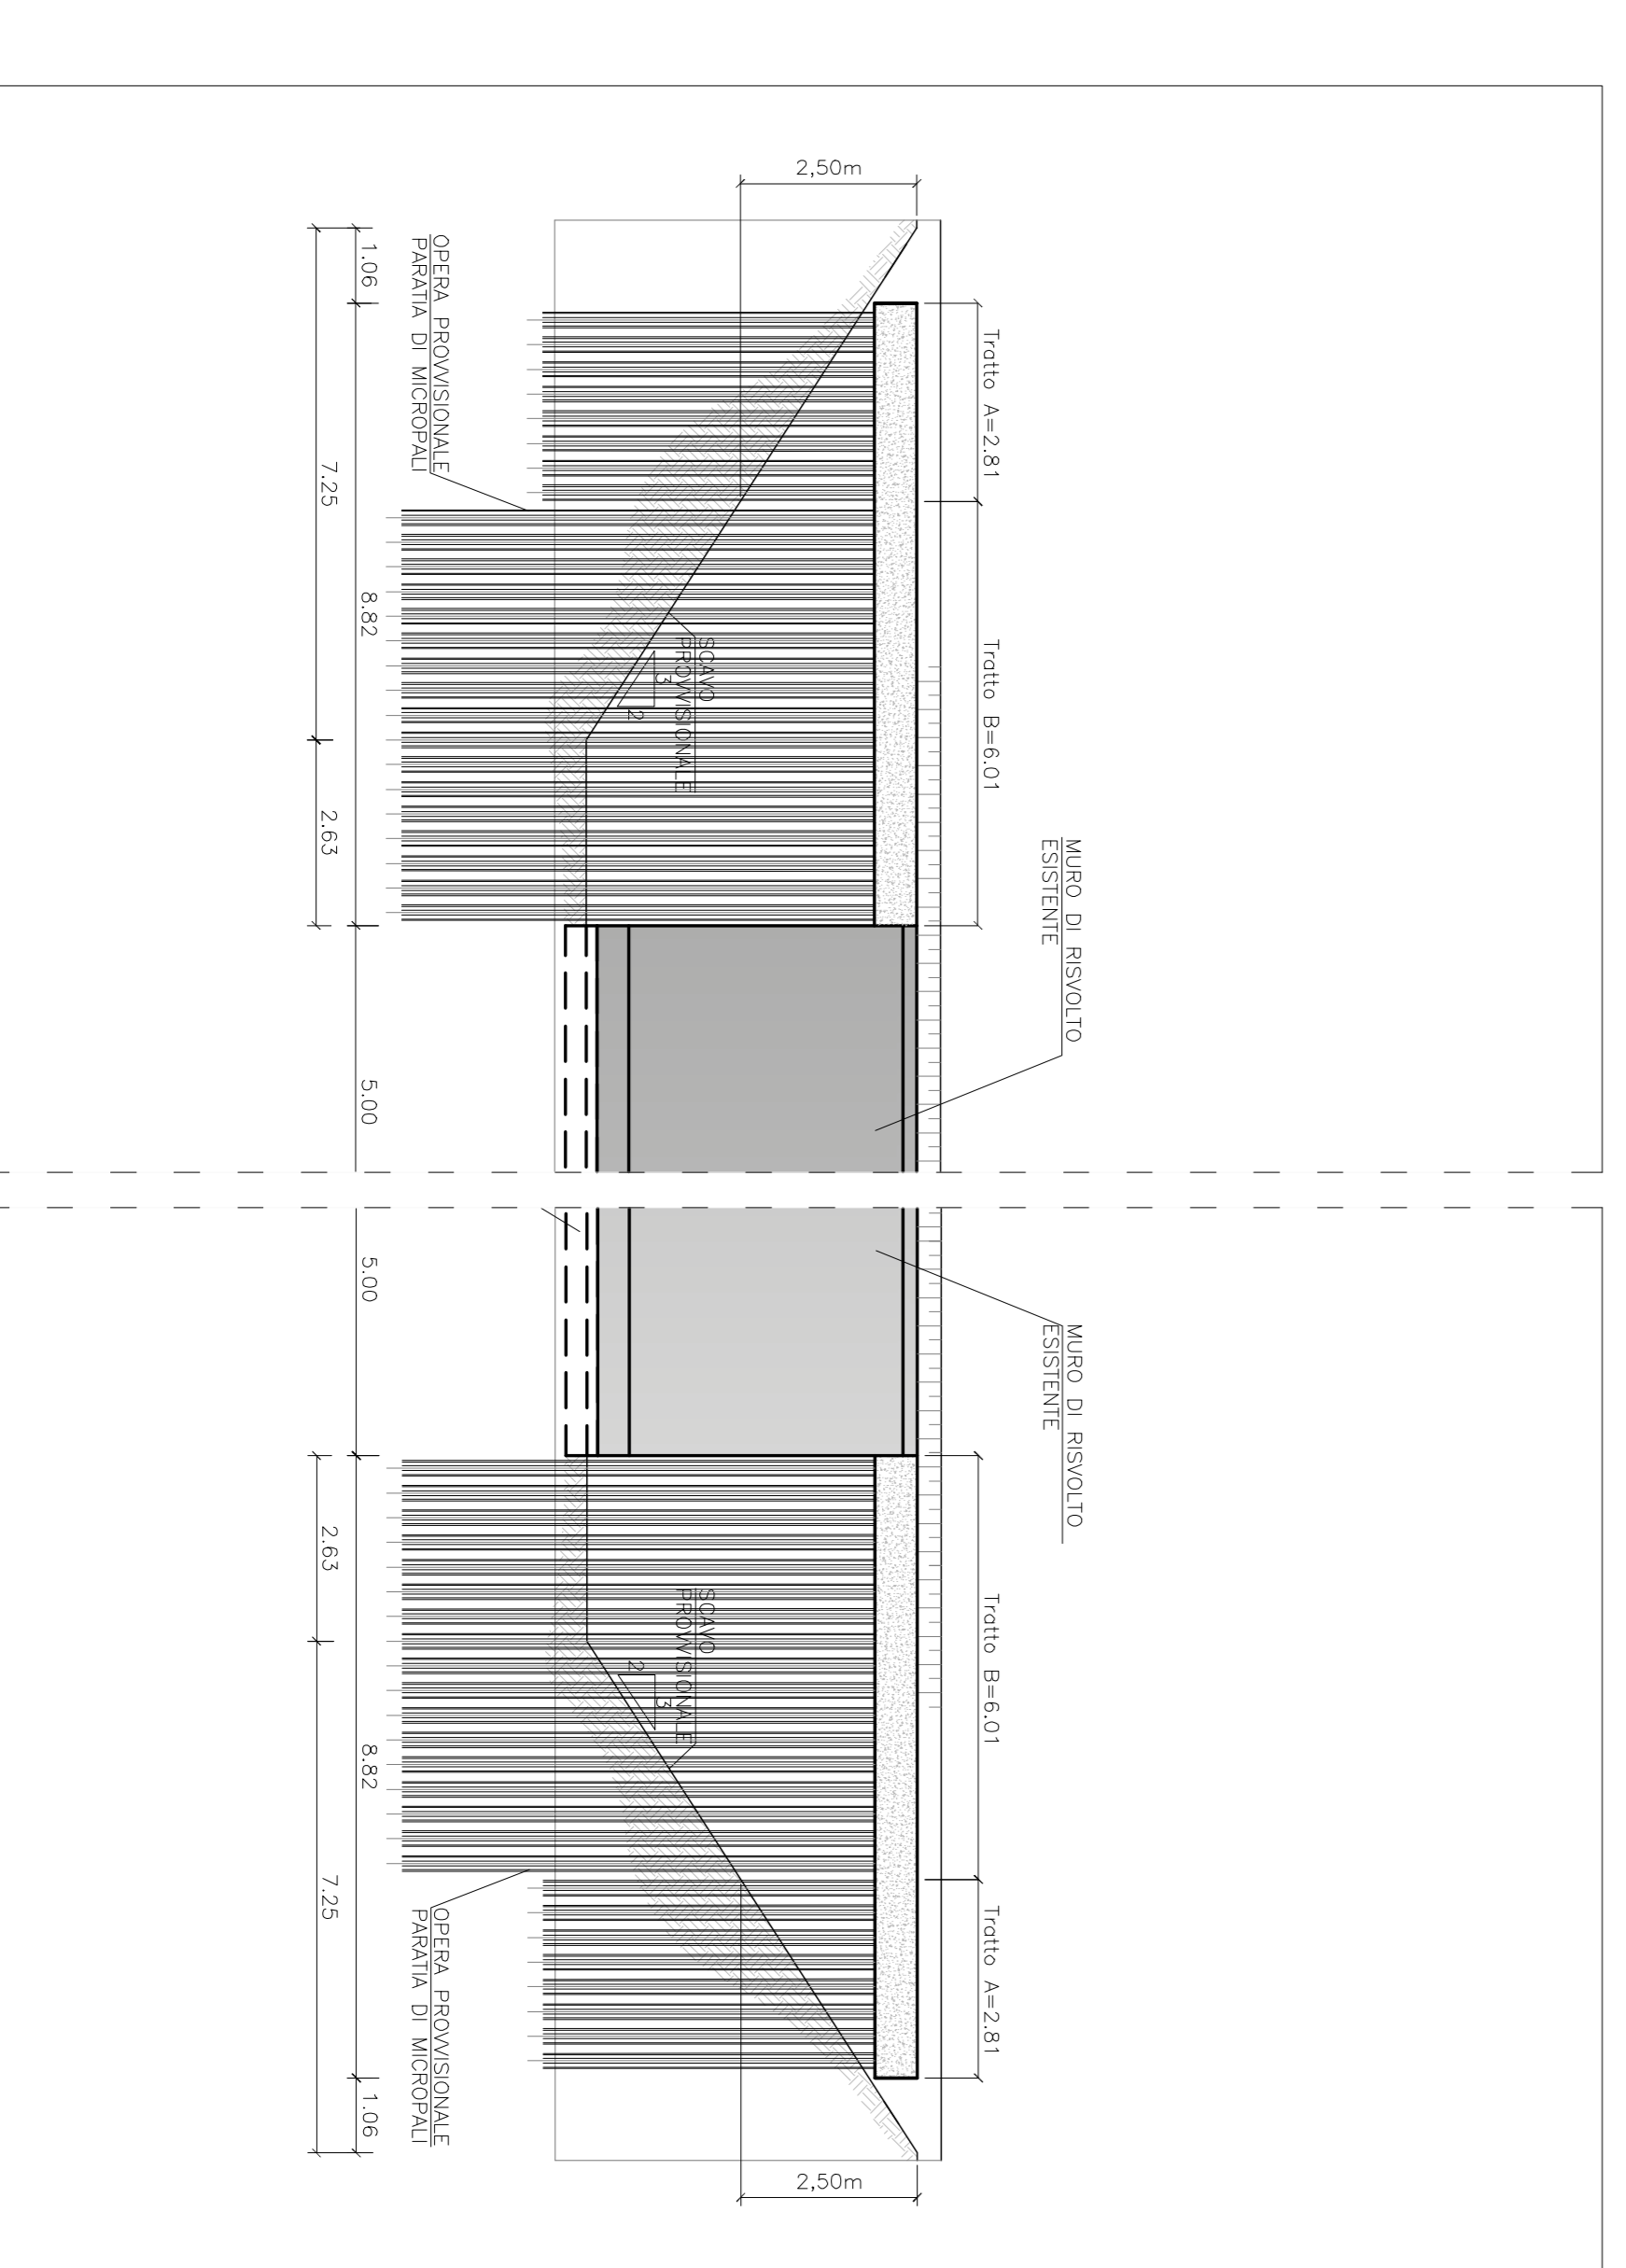 2,50m
Tratto A=2.81
Tratto B=6.01
MURO DI RISVOLTO
ESISTENTE
SCAVO
PROVVISIONALE
3
2
OPERA PROVVISIONALE
PARATIA DI MICROPALI
1.06
8.82
5.00
7.25
2.63
MURO DI RISVOLTO
ESISTENTE
Tratto B=6.01
Tratto A=2.81
SCAVO
PROVVISIONALE
2
3
OPERA PROVVISIONALE
PARATIA DI MICROPALI
5.00
8.82
1.06
2.63
7.25
2,50m